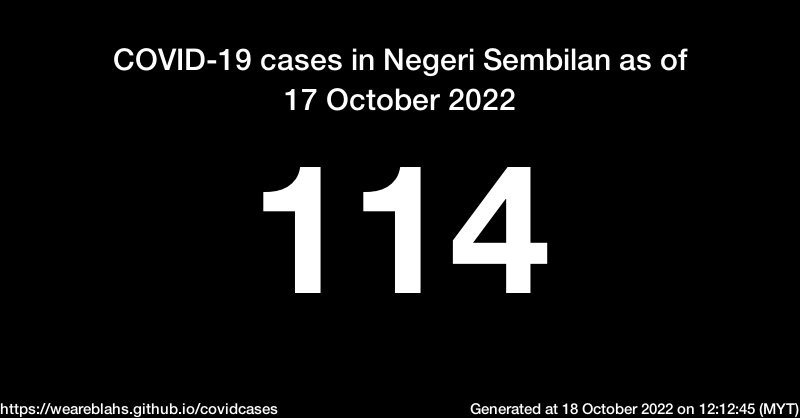 COVID-19 cases in Negeri Sembilan as of
17 October 2022
114
https://weareblahs.github.io/covidcases
Generated at 18 October 2022 on 12:12:45 (MYT)